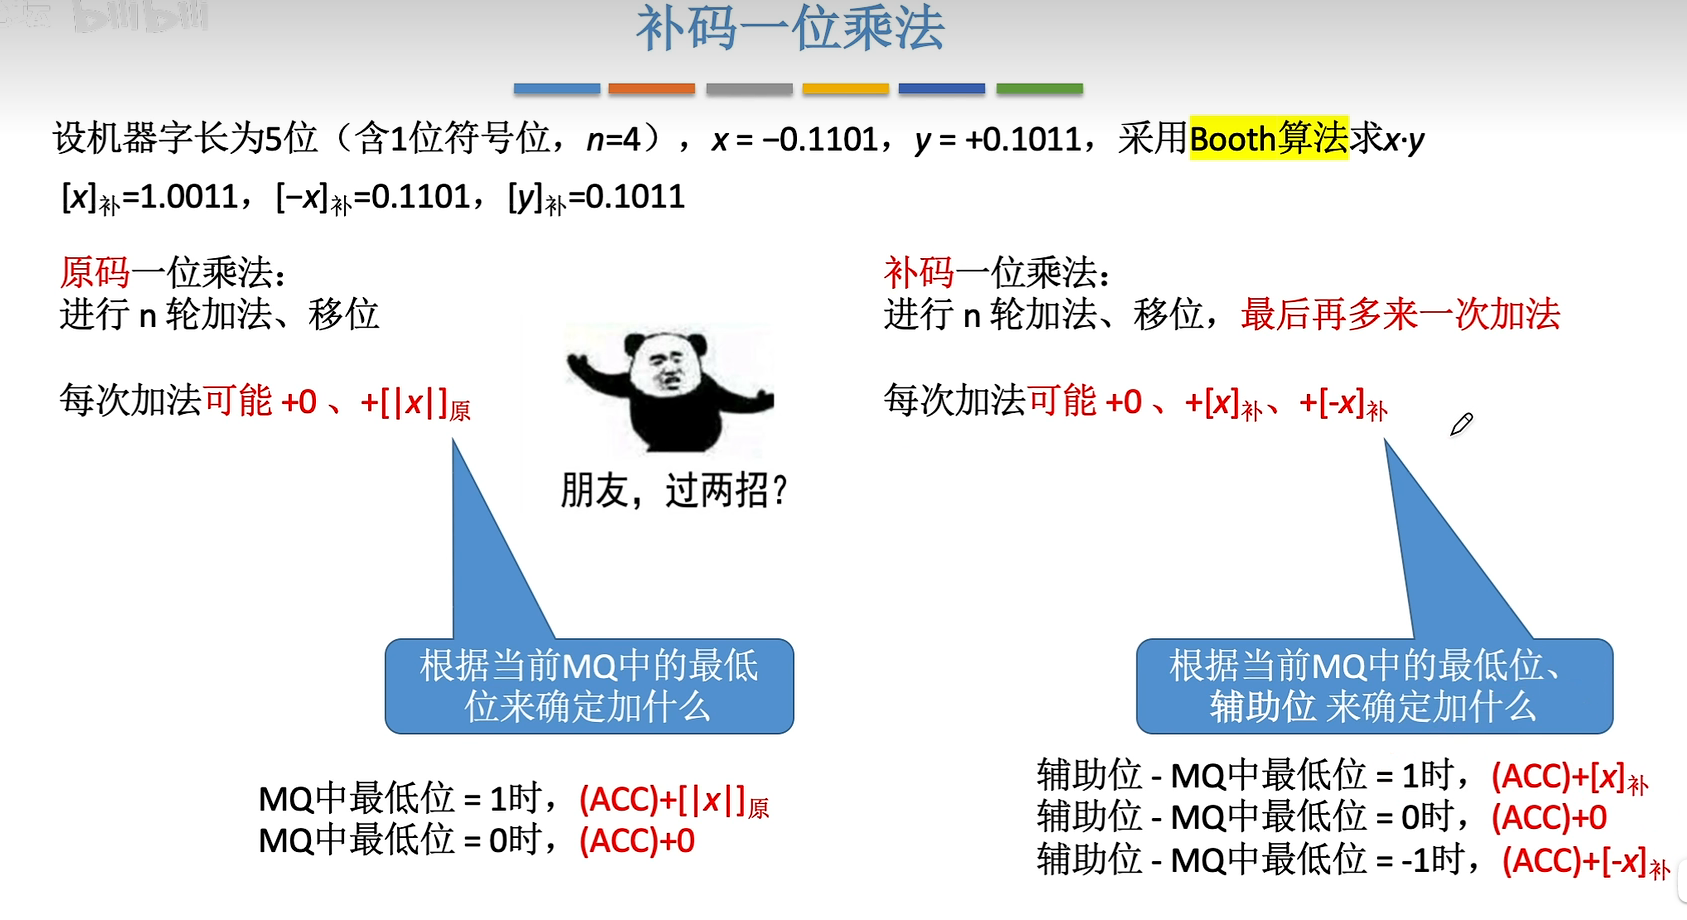 bilibili
补码一位乘法
设机器字长为5位（含1位符号位，n=4），x = −0.1101，y = +0.1011，采用Booth算法求x·y
[x]补=1.0011，[−x]补=0.1101，[y]补=0.1011
原码一位乘法：
进行 n 轮加法、移位
每次加法可能 +0 、+[|x|]原
朋友，过两招？
根据当前MQ中的最低
位来确定加什么
MQ中最低位 = 1时，(ACC)+[|x|]原
MQ中最低位 = 0时，(ACC)+0
补码一位乘法：
进行 n 轮加法、移位，最后再多来一次加法
每次加法可能 +0 、+[x]补、+[-x]补
根据当前MQ中的最低位、
辅助位 来确定加什么
辅助位 - MQ中最低位 = 1时，(ACC)+[x]补
辅助位 - MQ中最低位 = 0时，(ACC)+0
辅助位 - MQ中最低位 = -1时，(ACC)+[-x]补